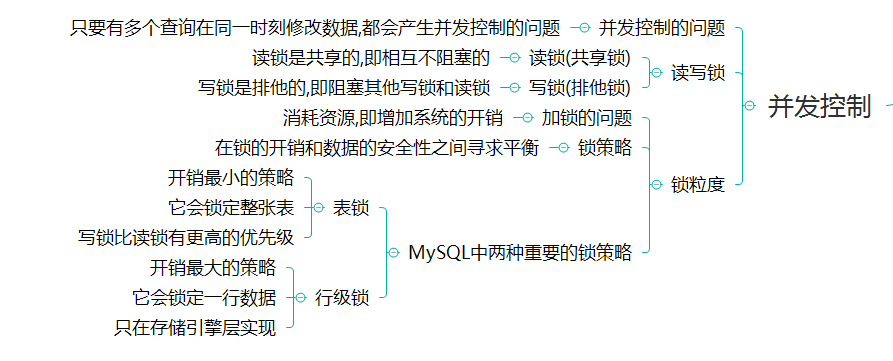 只要有多个查询在同一时刻修改数据,都会产生并发控制的问题 并发控制的问题
读锁是共享的,即相互不阻塞的 读锁(共享锁)
读写锁
写锁是排他的,即阻塞其他写锁和读锁 写锁(排他锁)
并发控制
消耗资源,即增加系统的开销 加锁的问题
在锁的开销和数据的安全性之间寻求平衡 锁策略
开销最小的策略
锁粒度
它会锁定整张表 表锁
写锁比读锁有更高的优先级
MySQL中两种重要的锁策略
开销最大的策略
它会锁定一行数据 行级锁
只在存储引擎层实现